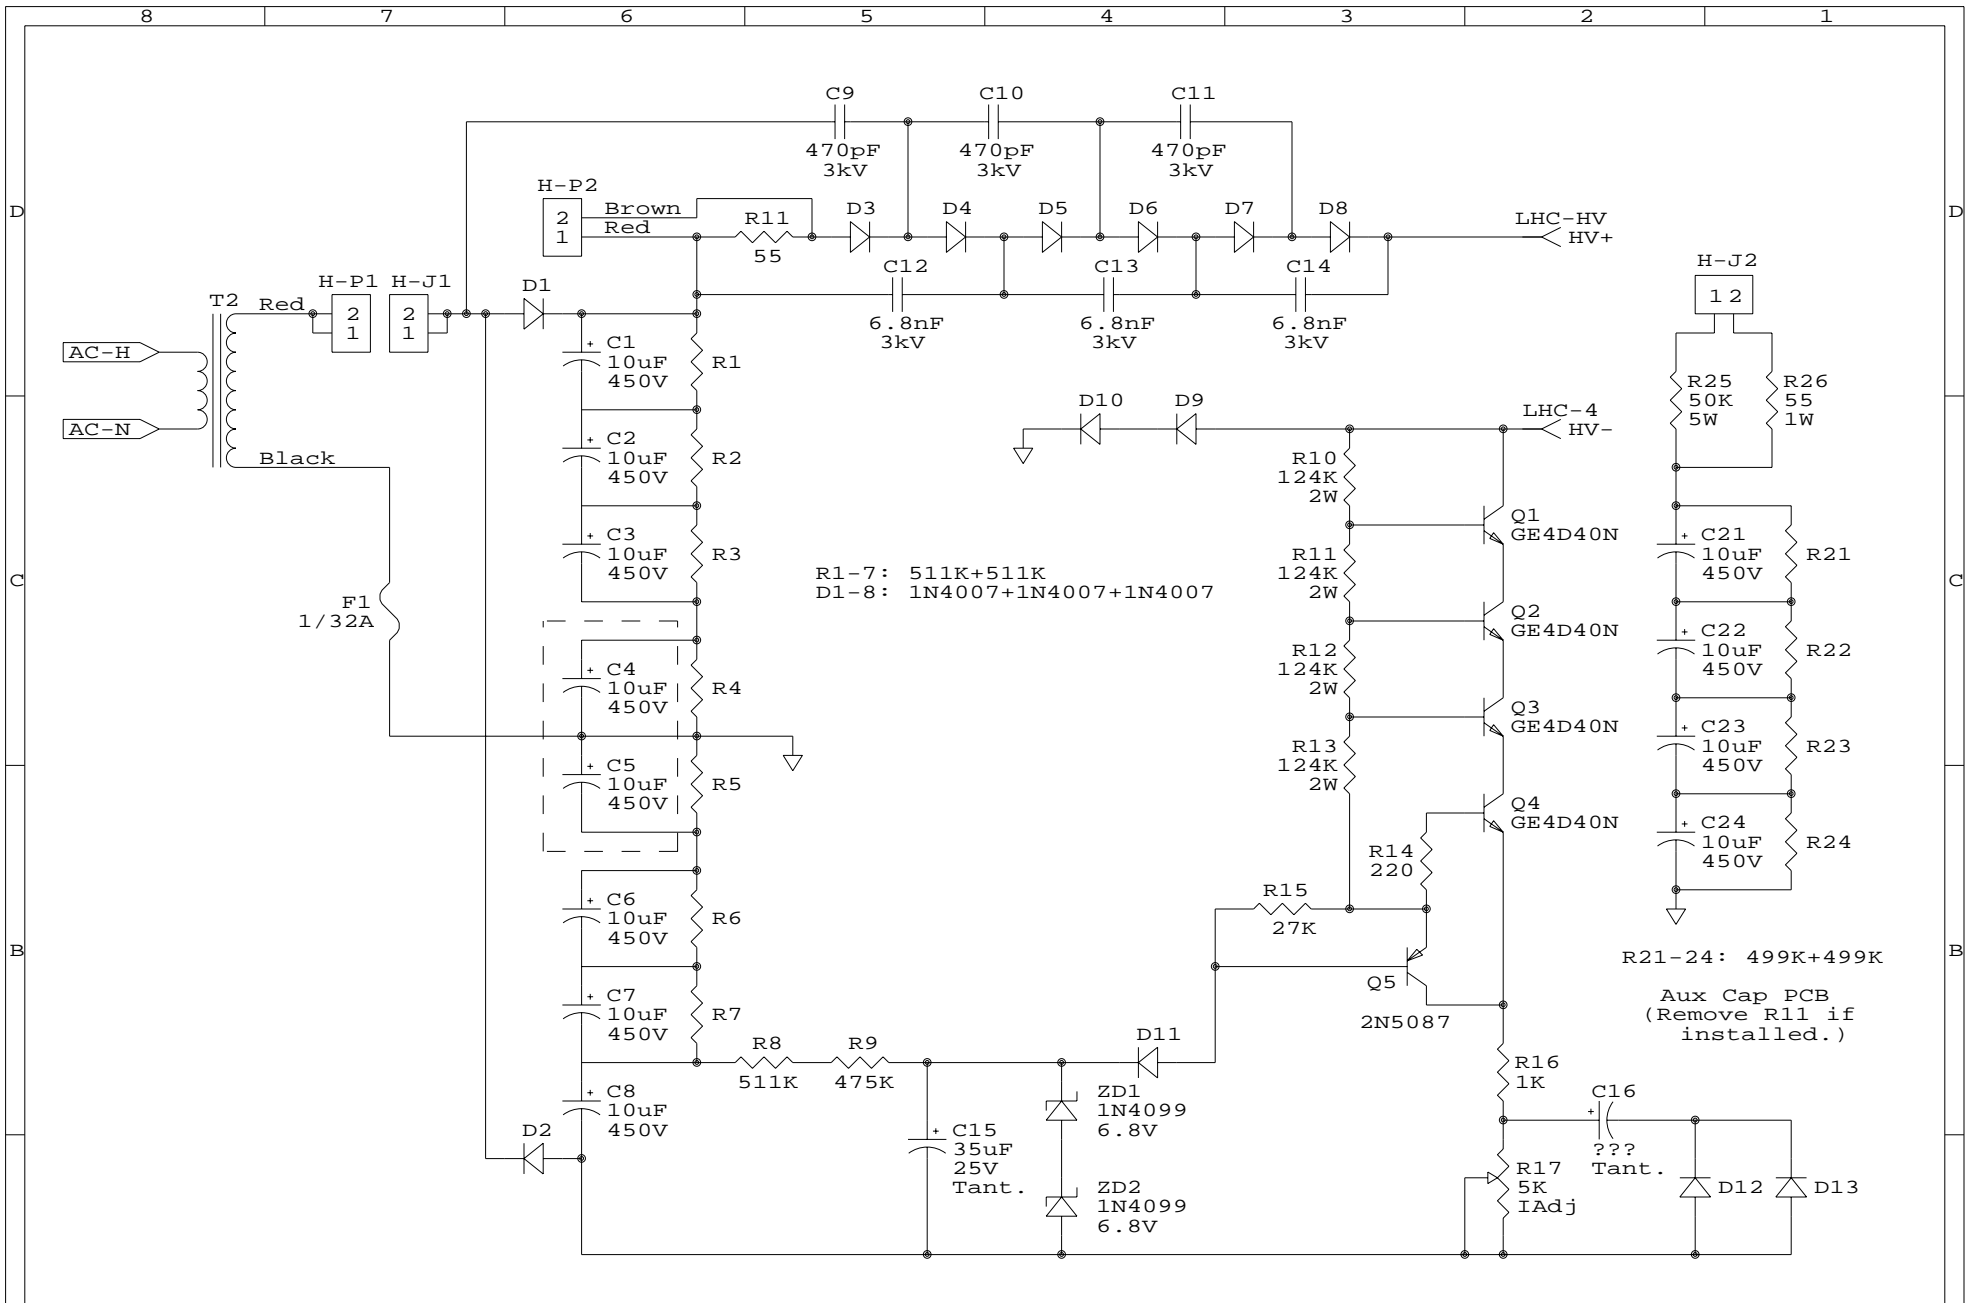 8 7 6 5 4 3 2 1
D
D
C
C
B
B
C9
470pF
3kV
C10
470pF
3kV
C11
470pF
3kV
H-P2
2
1
Brown
Red
R11
55
D3
D4
D5
D6
D7
D8
LHC-HV
HV+
C12
6.8nF
3kV
C13
6.8nF
3kV
C14
6.8nF
3kV
T2
Red
H-P1
2
1
H-J1
2
1
D1
AC-H
AC-N
Black
F1
1/32A
C1
10uF
450V
R1
C2
10uF
450V
R2
C3
10uF
450V
R3
C4
10uF
450V
R4
C5
10uF
450V
R5
C6
10uF
450V
R6
C7
10uF
450V
R7
C8
10uF
450V
D2
R1-7: 511K+511K
D1-8: 1N4007+1N4007+1N4007
D10
D9
LHC-4
HV-
R10
124K
2W
R11
124K
2W
R12
124K
2W
R13
124K
2W
Q1
GE4D40N
Q2
GE4D40N
Q3
GE4D40N
Q4
GE4D40N
R14
220
R15
27K
Q5
2N5087
R8
511K
R9
475K
D11
C15
35uF
25V
Tant.
ZD1
1N4099
6.8V
ZD2
1N4099
6.8V
R16
1K
R17
5K
IAdj
C16
???
Tant.
D12
D13
H-J2
1 2
R25
50K
5W
R26
55
1W
C21
10uF
450V
R21
C22
10uF
450V
R22
C23
10uF
450V
R23
C24
10uF
450V
R24
R21-24: 499K+499K
Aux Cap PCB
(Remove R11 if
installed.)